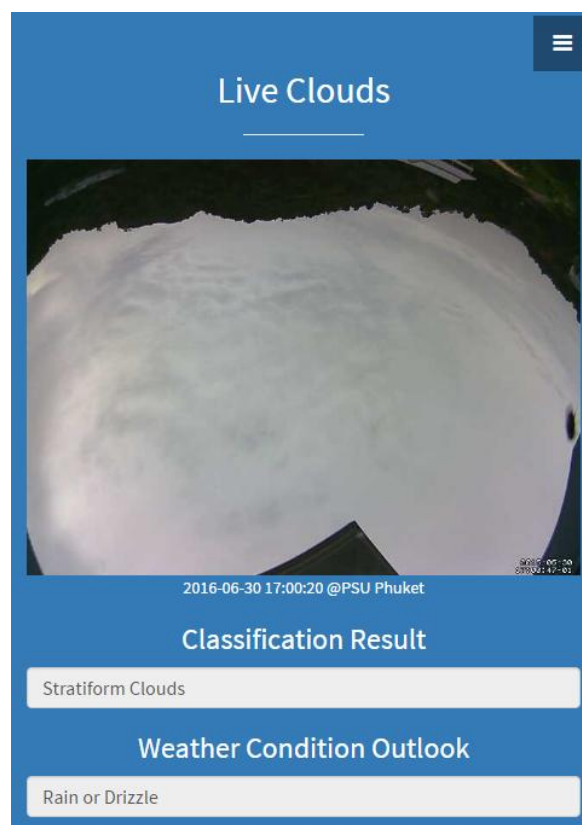 Live Clouds
2016-06-30 17:00:20 @PSU Phuket
Classification Result
Stratiform Clouds
Weather Condition Outlook
Rain or Drizzle